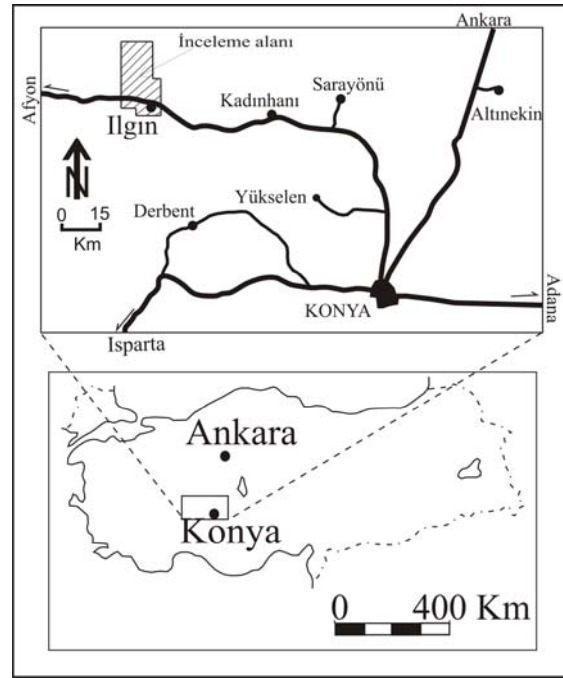 Ankara
İnceleme alanı
Afyon
Sarayönü
Kadınhanı
Altınekin
Ilgın
N
Yükselen
0 15
Km
Derbent
KONYA
Adana
Isparta
Ankara
Konya
0 400 Km